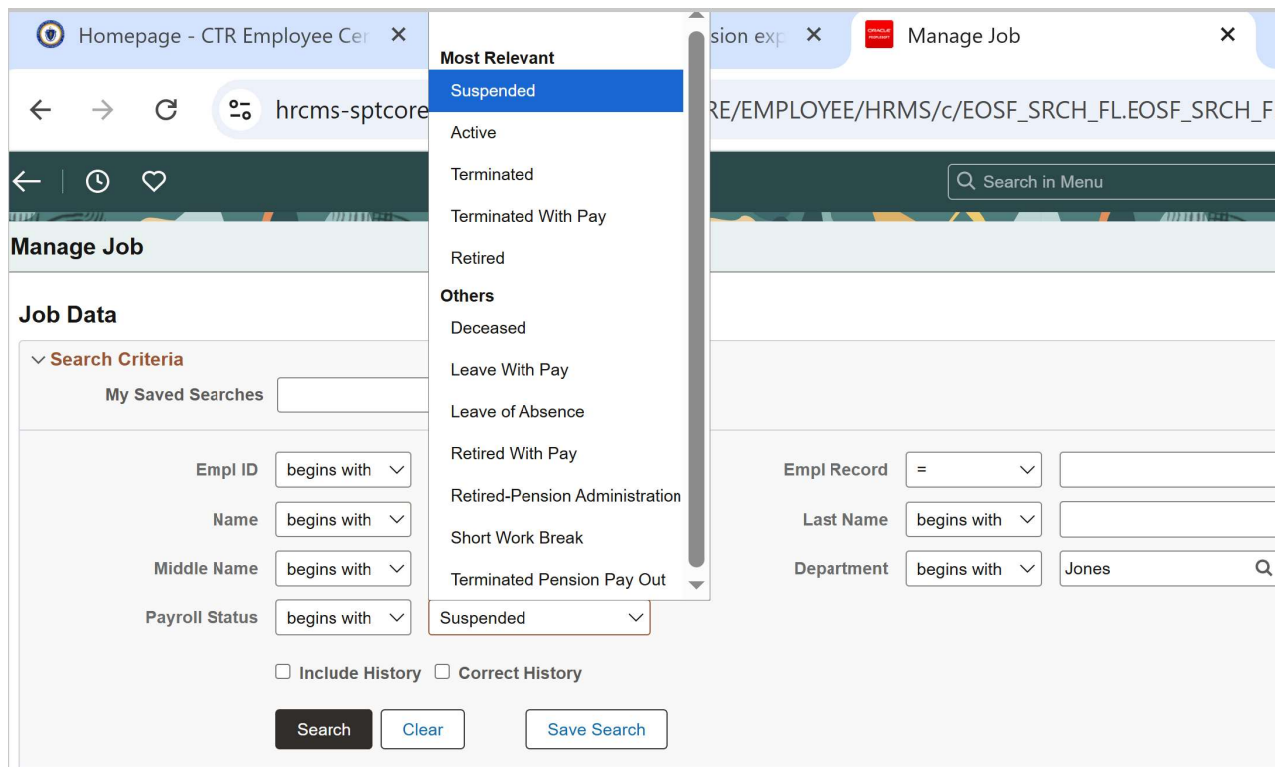 Homepage - CTR Employee Cer
sion exp
Manage Job
hrcms-sptcore
RE/EMPLOYEE/HRMS/c/EOSF_SRCH_FL.EOSF_SRCH_F
Search in Menu
Manage Job
Job Data
Search Criteria
My Saved Searches
Most Relevant
Suspended
Active
Terminated
Terminated With Pay
Retired
Others
Deceased
Leave With Pay
Leave of Absence
Retired With Pay
Retired-Pension Administration
Short Work Break
Terminated Pension Pay Out
Empl ID begins with
Empl Record =
Name begins with
Last Name begins with
Middle Name begins with
Department begins with Jones
Payroll Status begins with Suspended
Include History Correct History
Search Clear Save Search